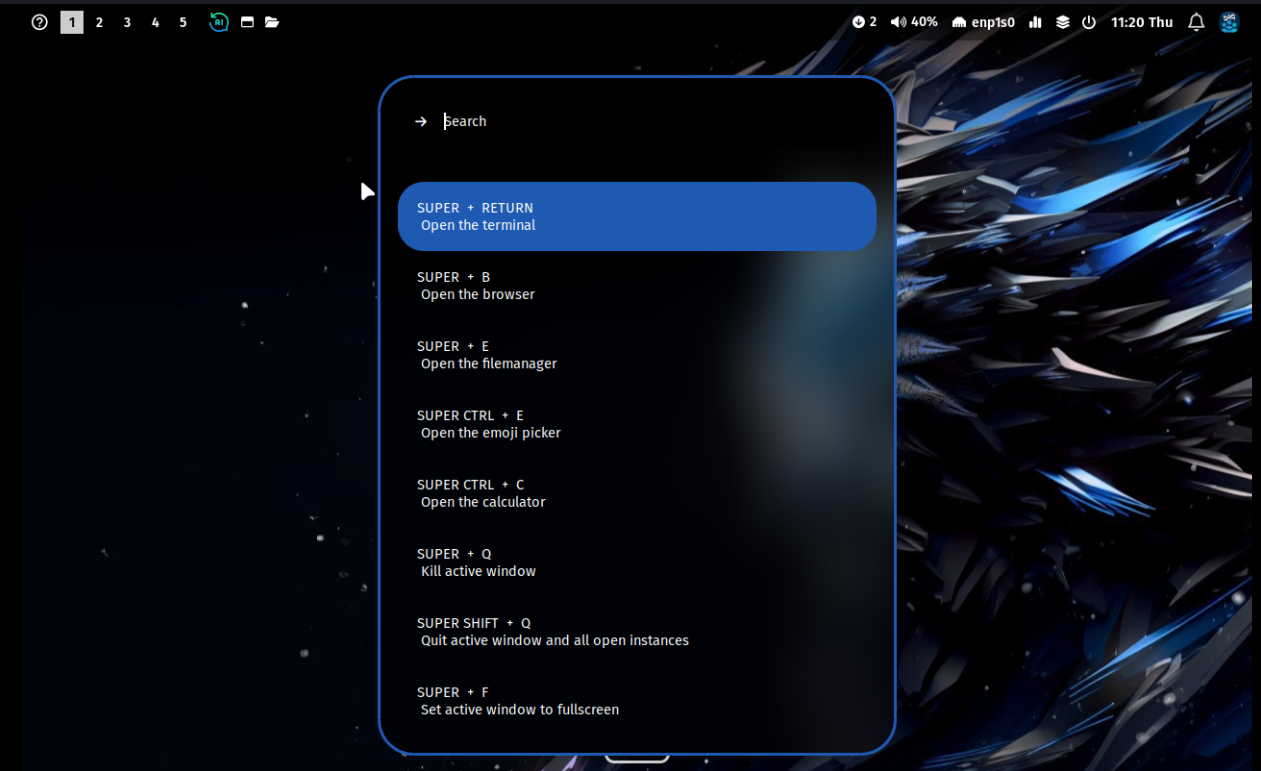 1 2 3 4 5 AI 2 40% enp1s0 11:20 Thu
Search
SUPER + RETURN
Open the terminal
SUPER + B
Open the browser
SUPER + E
Open the filemanager
SUPER CTRL + E
Open the emoji picker
SUPER CTRL + C
Open the calculator
SUPER + Q
Kill active window
SUPER SHIFT + Q
Quit active window and all open instances
SUPER + F
Set active window to fullscreen